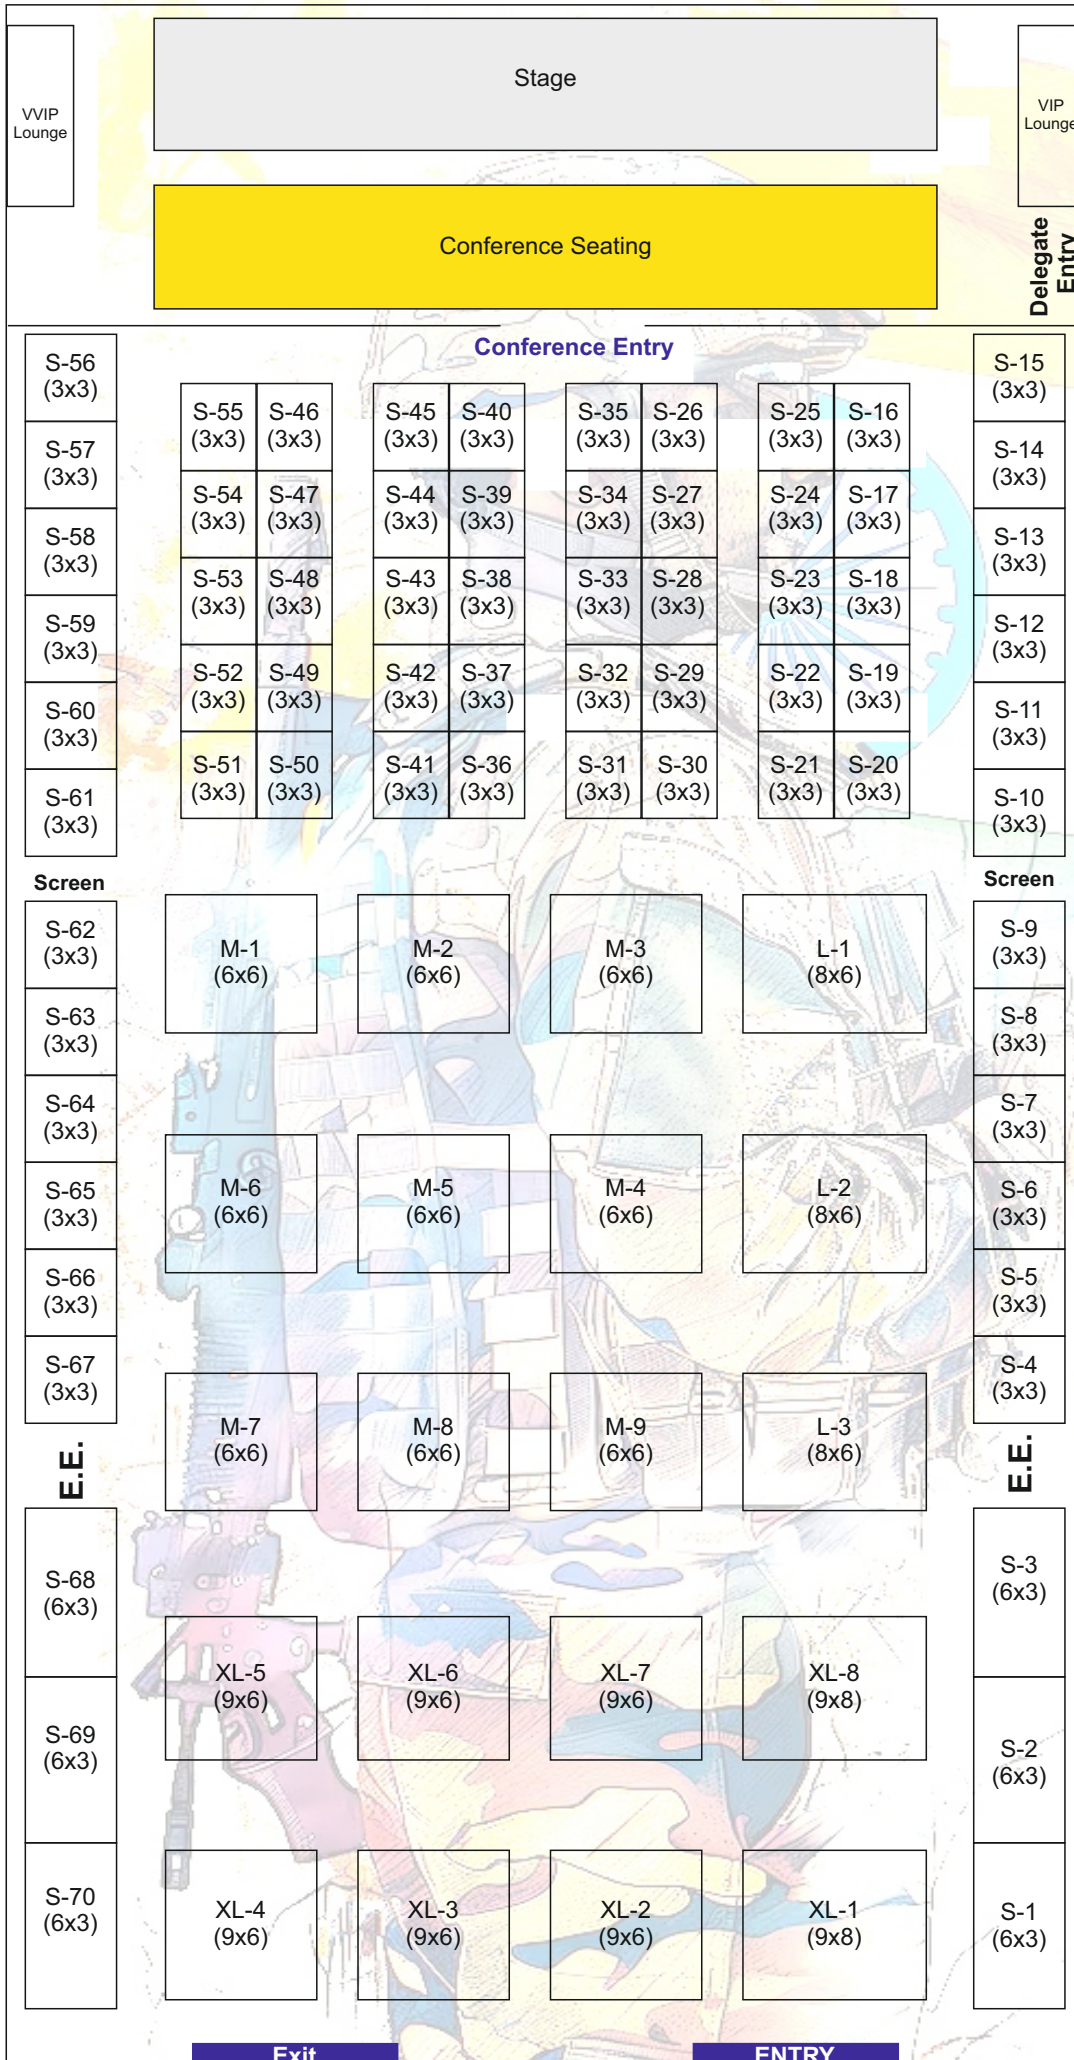 Stage
VVIP
Lounge
VIP
Lounge
Conference Seating
Delegate
Entry
Conference Entry
S-56
(3x3)
S-57
(3x3)
S-58
(3x3)
S-59
(3x3)
S-60
(3x3)
S-61
(3x3)
S-55 S-46
(3x3) (3x3)
S-54 S-47
(3x3) (3x3)
S-53 S-48
(3x3) (3x3)
S-52 S-49
(3x3) (3x3)
S-51 S-50
(3x3) (3x3)
S-45 S-40
(3x3) (3x3)
S-44 S-39
(3x3) (3x3)
S-43 S-38
(3x3) (3x3)
S-42 S-37
(3x3) (3x3)
S-41 S-36
(3x3) (3x3)
S-35 S-26
(3x3) (3x3)
S-34 S-27
(3x3) (3x3)
S-33 S-28
(3x3) (3x3)
S-32 S-29
(3x3) (3x3)
S-31 S-30
(3x3) (3x3)
S-25 S-16
(3x3) (3x3)
S-24 S-17
(3x3) (3x3)
S-23 S-18
(3x3) (3x3)
S-22 S-19
(3x3) (3x3)
S-21 S-20
(3x3) (3x3)
S-15
(3x3)
S-14
(3x3)
S-13
(3x3)
S-12
(3x3)
S-11
(3x3)
S-10
(3x3)
Screen
Screen
S-62
(3x3)
S-63
(3x3)
S-64
(3x3)
S-65
(3x3)
S-66
(3x3)
S-67
(3x3)
M-1
(6x6)
M-2
(6x6)
M-3
(6x6)
L-1
(8x6)
M-6
(6x6)
M-5
(6x6)
M-4
(6x6)
L-2
(8x6)
M-7
(6x6)
M-8
(6x6)
M-9
(6x6)
L-3
(8x6)
S-9
(3x3)
S-8
(3x3)
S-7
(3x3)
S-6
(3x3)
S-5
(3x3)
S-4
(3x3)
E.E.
E.E.
S-68
(6x3)
S-69
(6x3)
S-70
(6x3)
XL-5
(9x6)
XL-6
(9x6)
XL-7
(9x6)
XL-8
(9x8)
XL-4
(9x6)
XL-3
(9x6)
XL-2
(9x6)
XL-1
(9x8)
S-3
(6x3)
S-2
(6x3)
S-1
(6x3)
Exit
ENTRY